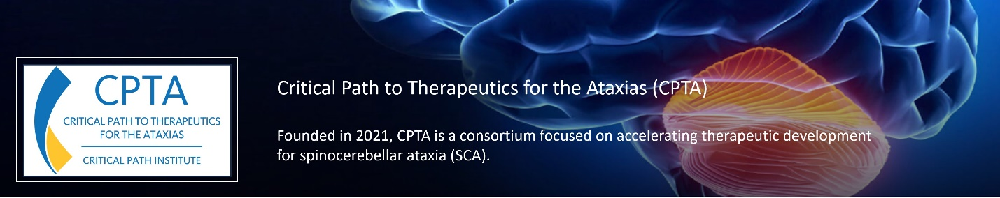 CPTA
CRITICAL PATH TO THERAPEUTICS
FOR THE ATAXIAS
CRITICAL PATH INSTITUTE
Critical Path to Therapeutics for the Ataxias (CPTA)
Founded in 2021, CPTA is a consortium focused on accelerating therapeutic development
for spinocerebellar ataxia (SCA).